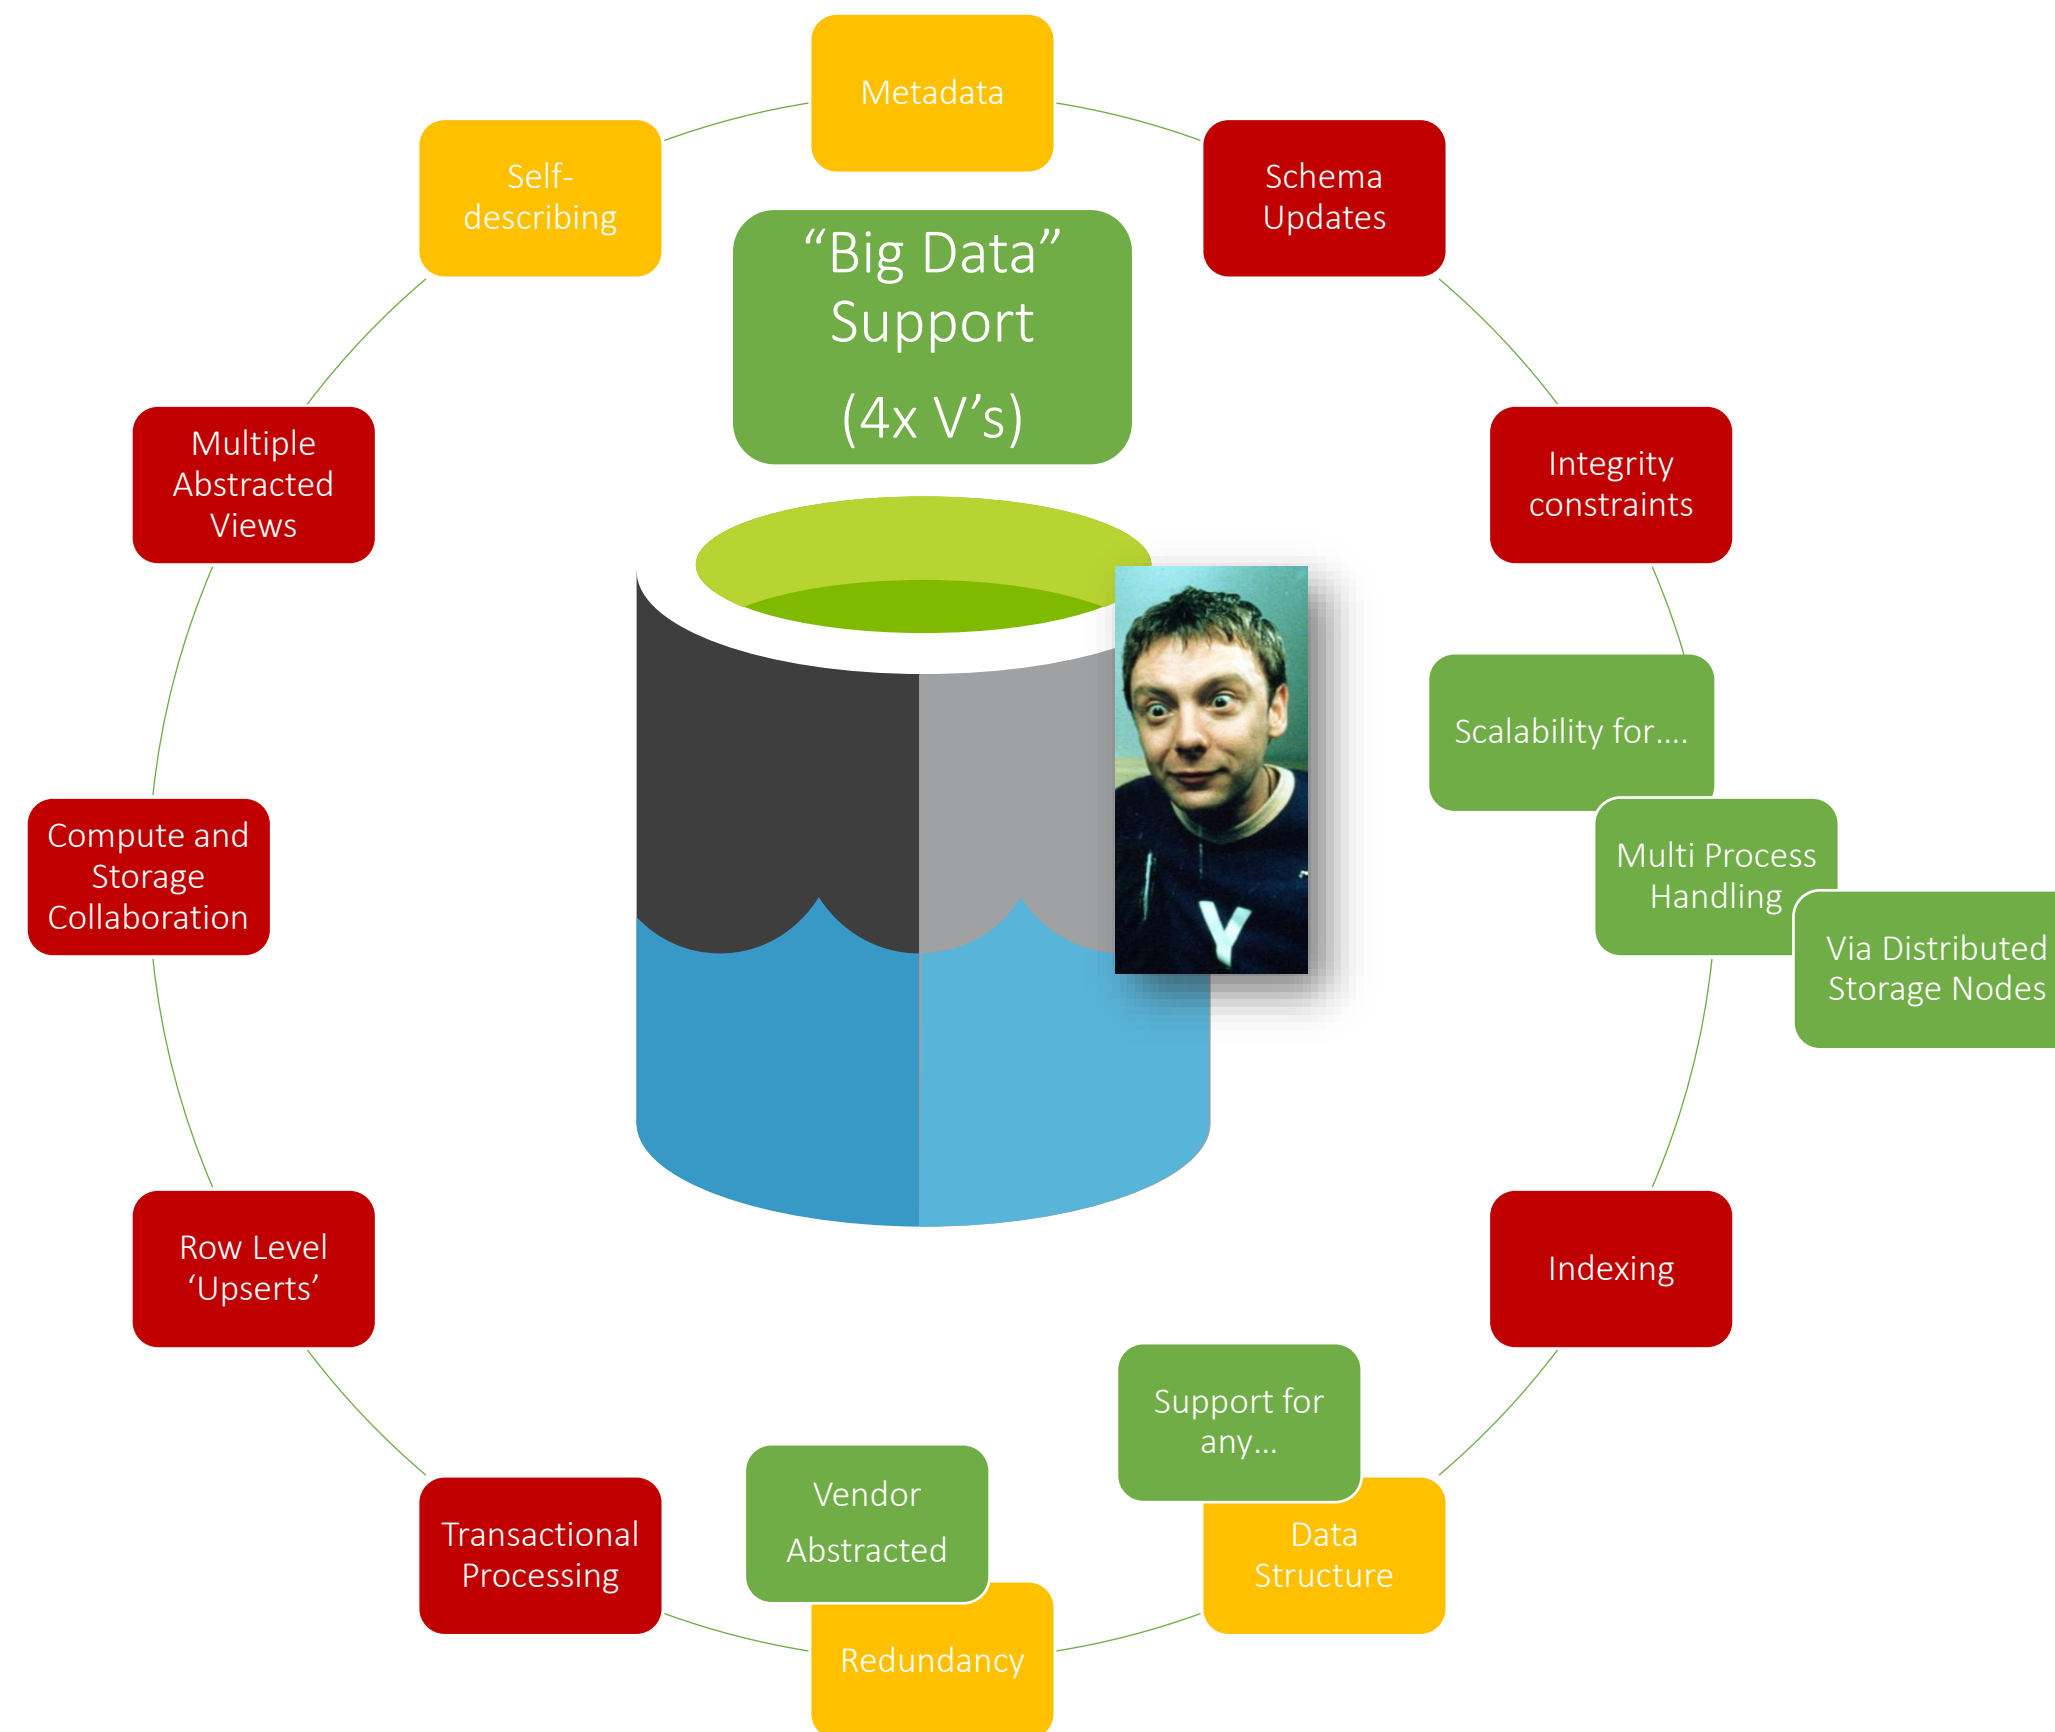 Metadata
Self-
describing
Schema
Updates
“Big Data”
Support
(4x V’s)
Multiple
Abstracted
Views
Integrity
constraints
Scalability for....
Compute and
Storage
Collaboration
Multi Process
Handling
Via Distributed
Storage Nodes
Y
Row Level
‘Upserts’
Indexing
Support for
any...
Vendor
Abstracted
Transactional
Processing
Data
Structure
Redundancy